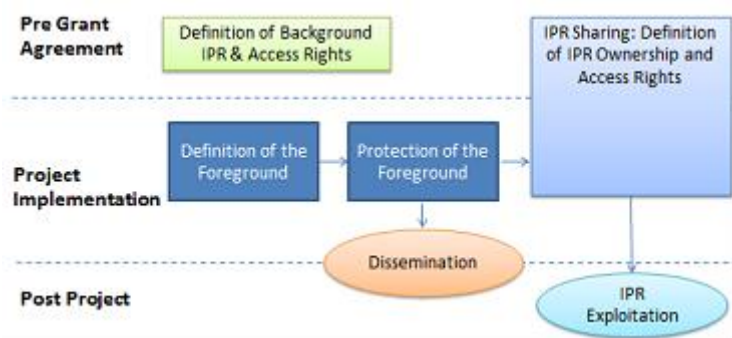 Pre Grant
Agreement
Definition of Background
IPR & Access Rights
IPR Sharing: Definition
of IPR Ownership and
Access Rights
Project
Implementation
Definition of the
Foreground
Protection of the
Foreground
Dissemination
Post Project
IPR
Exploitation